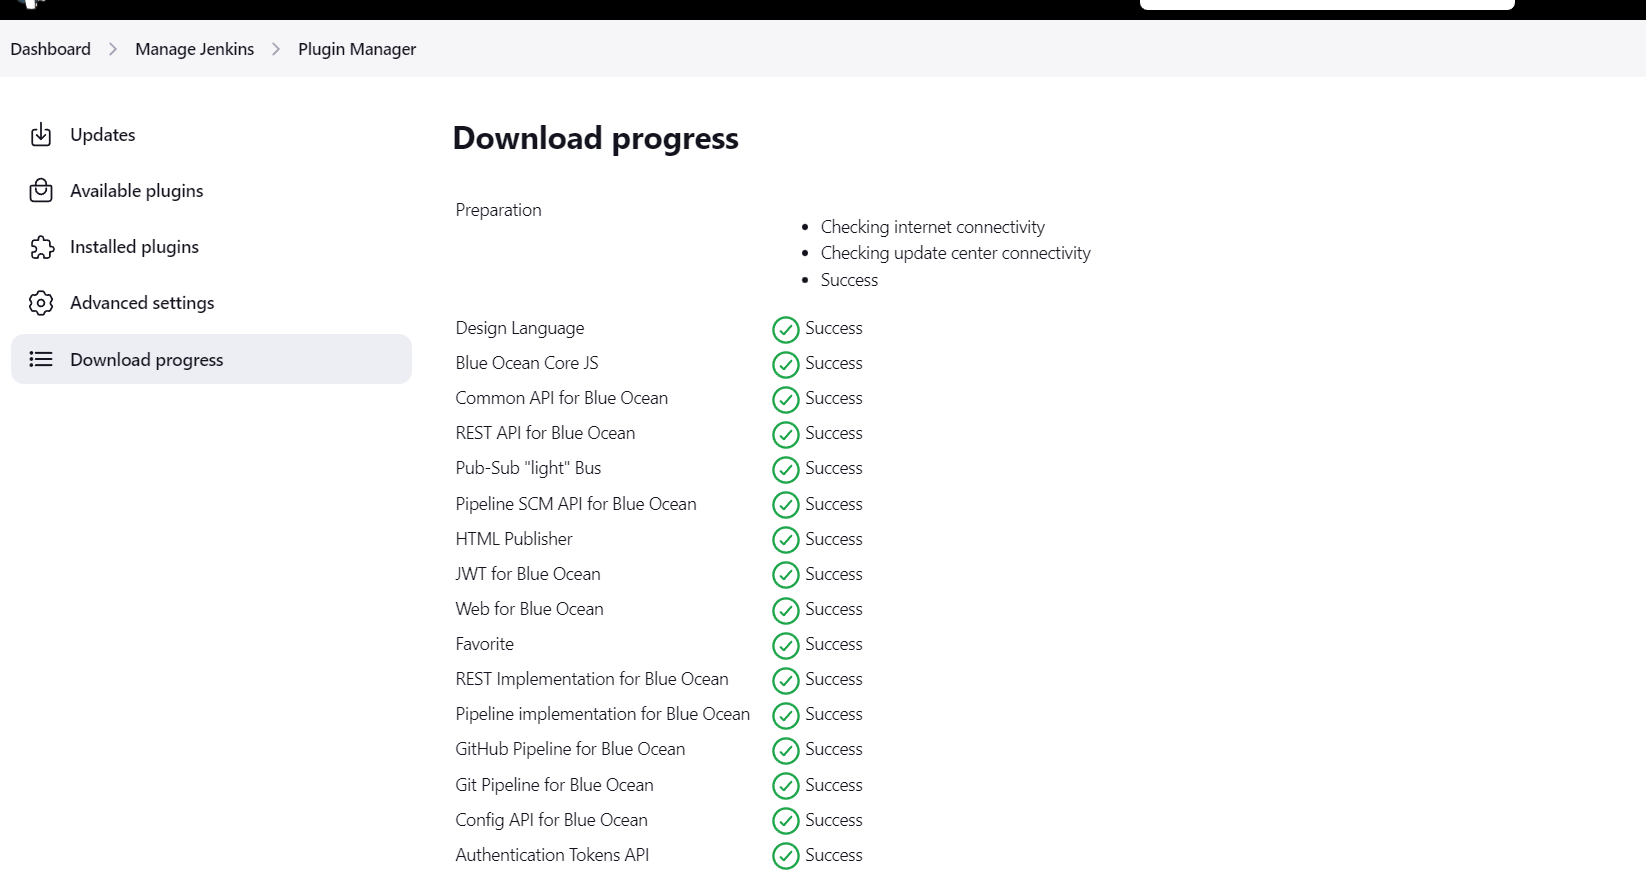 Dashboard > Manage Jenkins > Plugin Manager
Updates
Available plugins
Installed plugins
Advanced settings
Download progress
Download progress
Preparation
• Checking internet connectivity
• Checking update center connectivity
• Success
Design Language Success
Blue Ocean Core JS Success
Common API for Blue Ocean Success
REST API for Blue Ocean Success
Pub-Sub "light" Bus Success
Pipeline SCM API for Blue Ocean Success
HTML Publisher Success
JWT for Blue Ocean Success
Web for Blue Ocean Success
Favorite Success
REST Implementation for Blue Ocean Success
Pipeline implementation for Blue Ocean Success
GitHub Pipeline for Blue Ocean Success
Git Pipeline for Blue Ocean Success
Config API for Blue Ocean Success
Authentication Tokens API Success